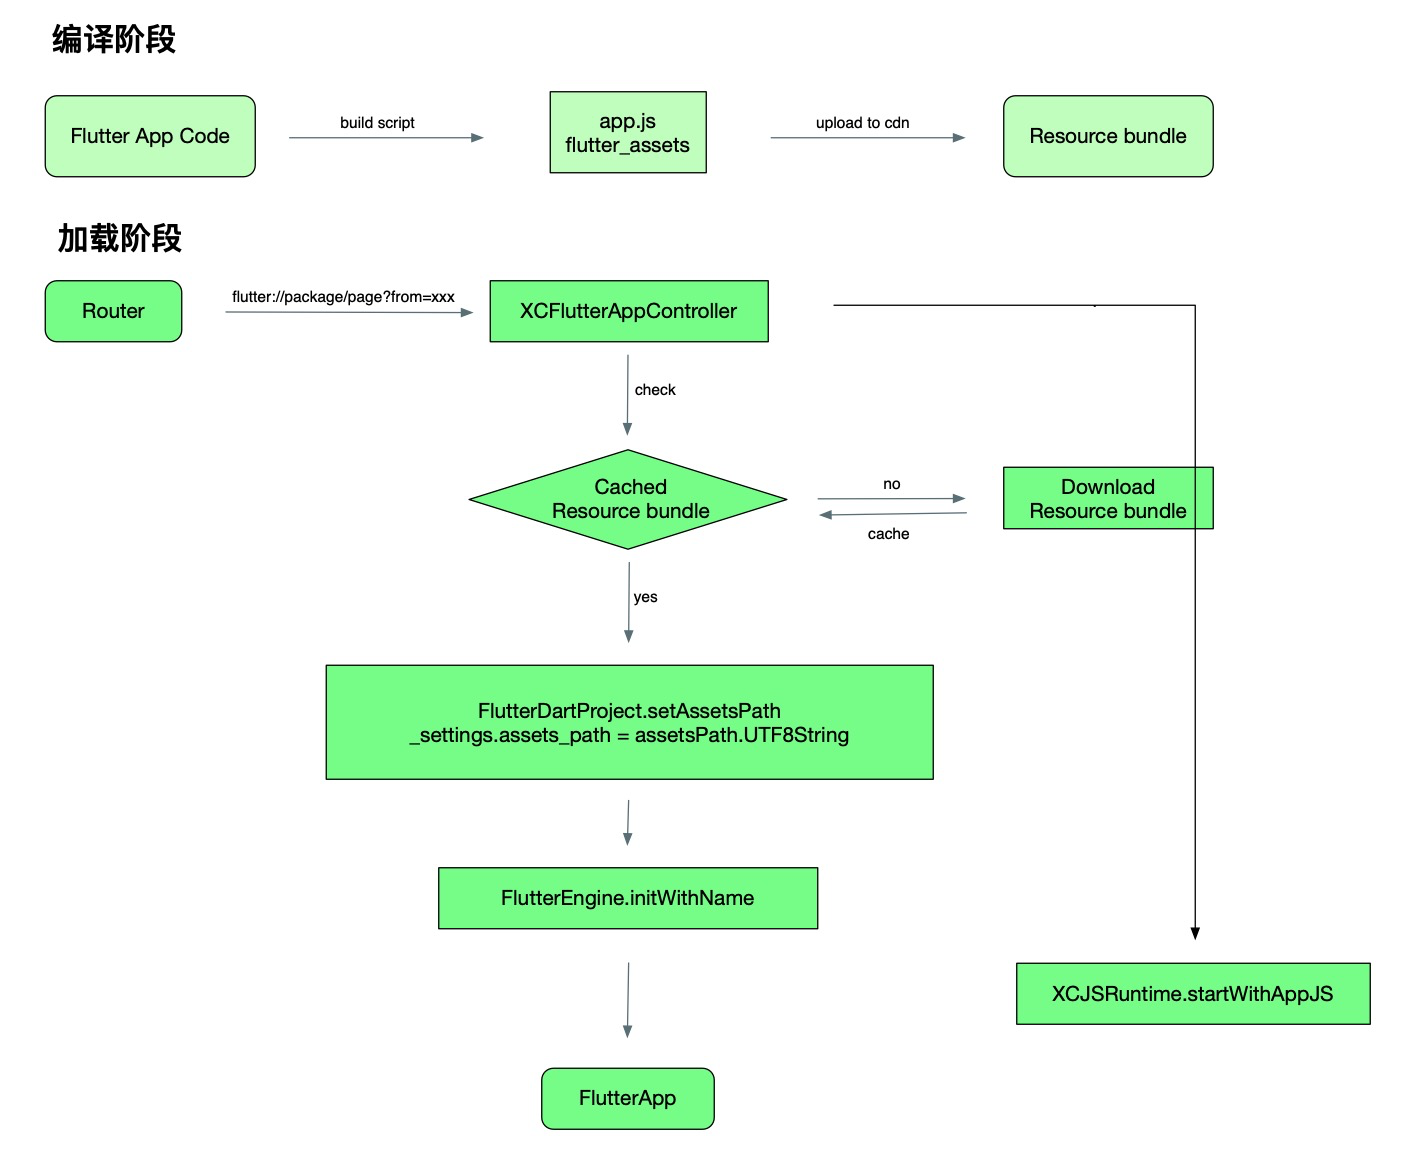 编译阶段
Flutter App Code
build script
app.js
flutter_assets
upload to cdn
Resource bundle
加载阶段
Router
flutter://package/page?from=xxx
XCFlutterAppController
check
Cached
Resource bundle
no
cache
Download
Resource bundle
yes
FlutterDartProject.setAssetsPath
_settings.assets_path = assetsPath.UTF8String
FlutterEngine.initWithName
XCJSRuntime.startWithAppJS
FlutterApp